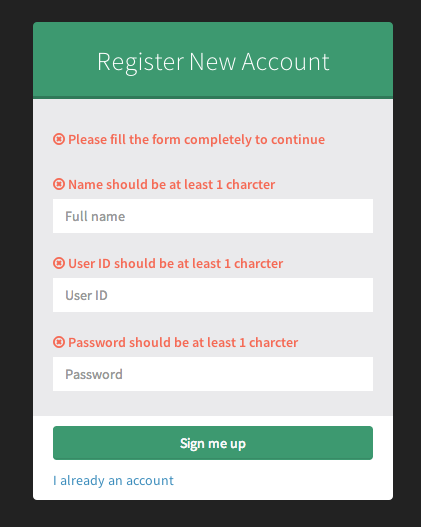 Register New Account
Please fill the form completely to continue
Name should be at least 1 charcter
Full name
User ID should be at least 1 charcter
User ID
Password should be at least 1 charcter
Password
Sign me up
I already an account